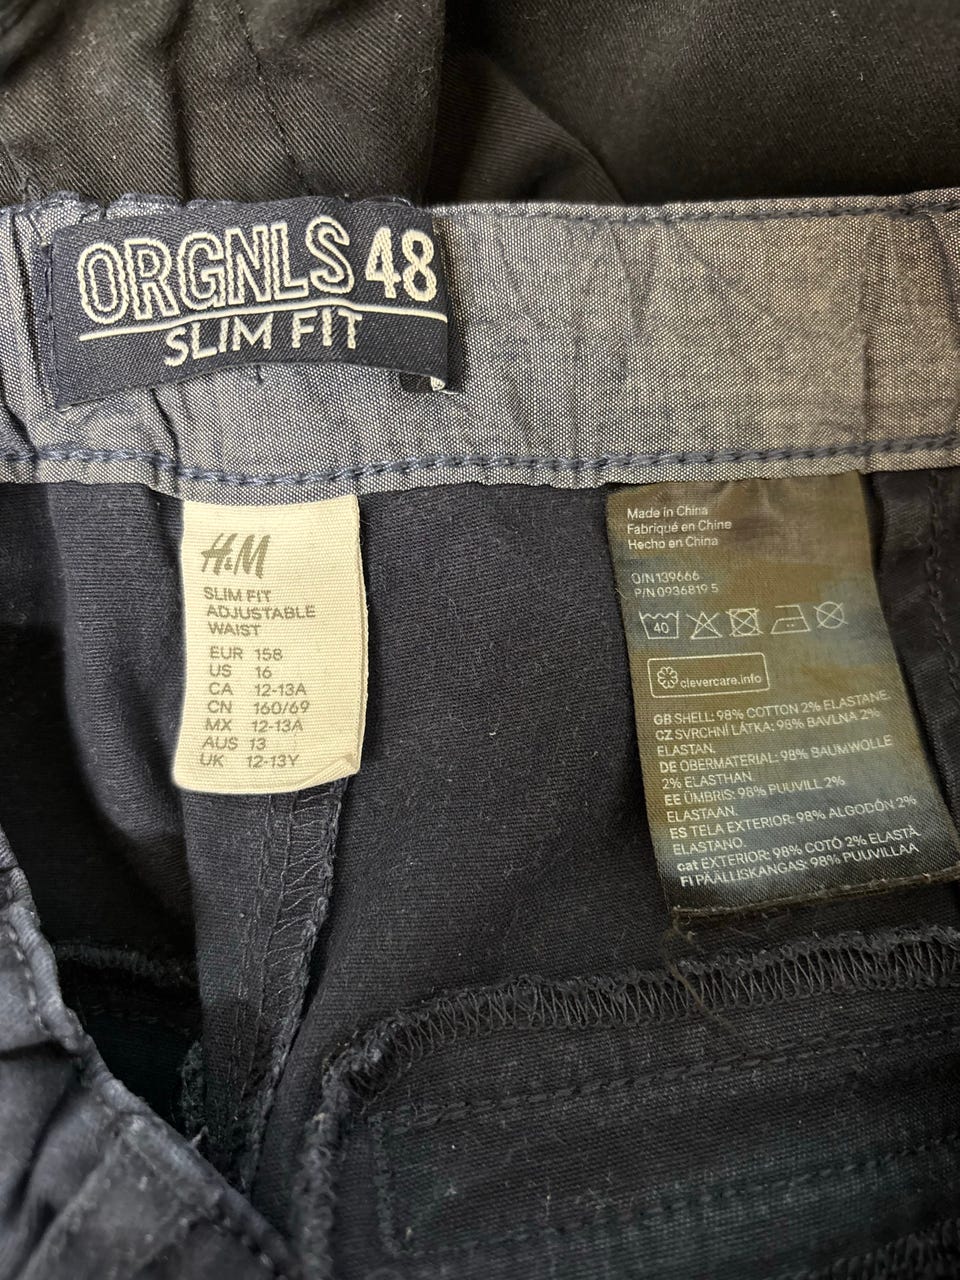 ORGNLS 48
SLIM FIT
H&M
SLIM FIT
ADJUSTABLE
WAIST
EUR 158
US 16
CA 12-13A
CN 160/69
MX 12-13A
AUS 13
UK 12-13Y
Made in China
Fabriqué en Chine
Hecho en China
O/N 139666
P/N 0936819 5
40
clevercare.info
GB SHELL: 98% COTTON 2% ELASTANE.
CZ SVRCHNÍ LÁTKA: 98% BAVLNA 2%
ELASTAN.
DE OBERMATERIAL: 98% BAUMWOLLE
2% ELASTHAN.
EE ÜMBRIS: 98% PUUVILL 2%
ELASTAAN.
ES TELA EXTERIOR: 98% ALGODÓN 2%
ELASTANO.
cat EXTERIOR: 98% COTÓ 2% ELASTÀ.
FI PÄÄLLISKANGAS: 98% PUUVILLAA